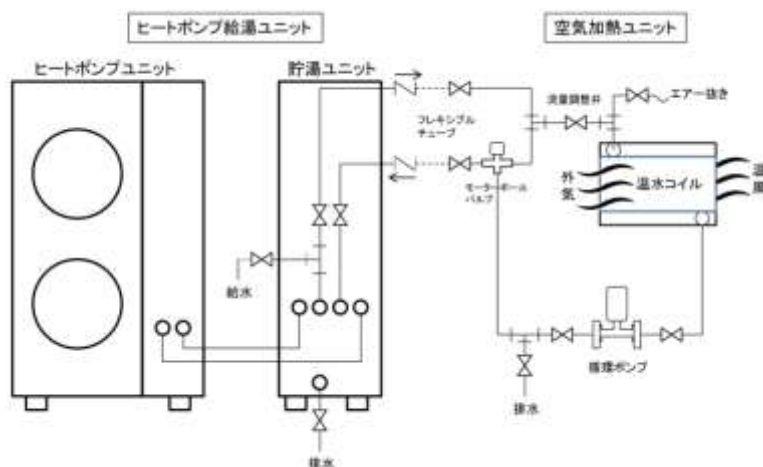 ヒートポンプ給湯ユニット
空気加熱ユニット
ヒートポンプユニット
貯湯ユニット
流量調整弁
エアー抜き
フレキシブル
チューブ
外気
温水コイル
温風
モーターボール
バルブ
給水
循環ポンプ
排水
排水